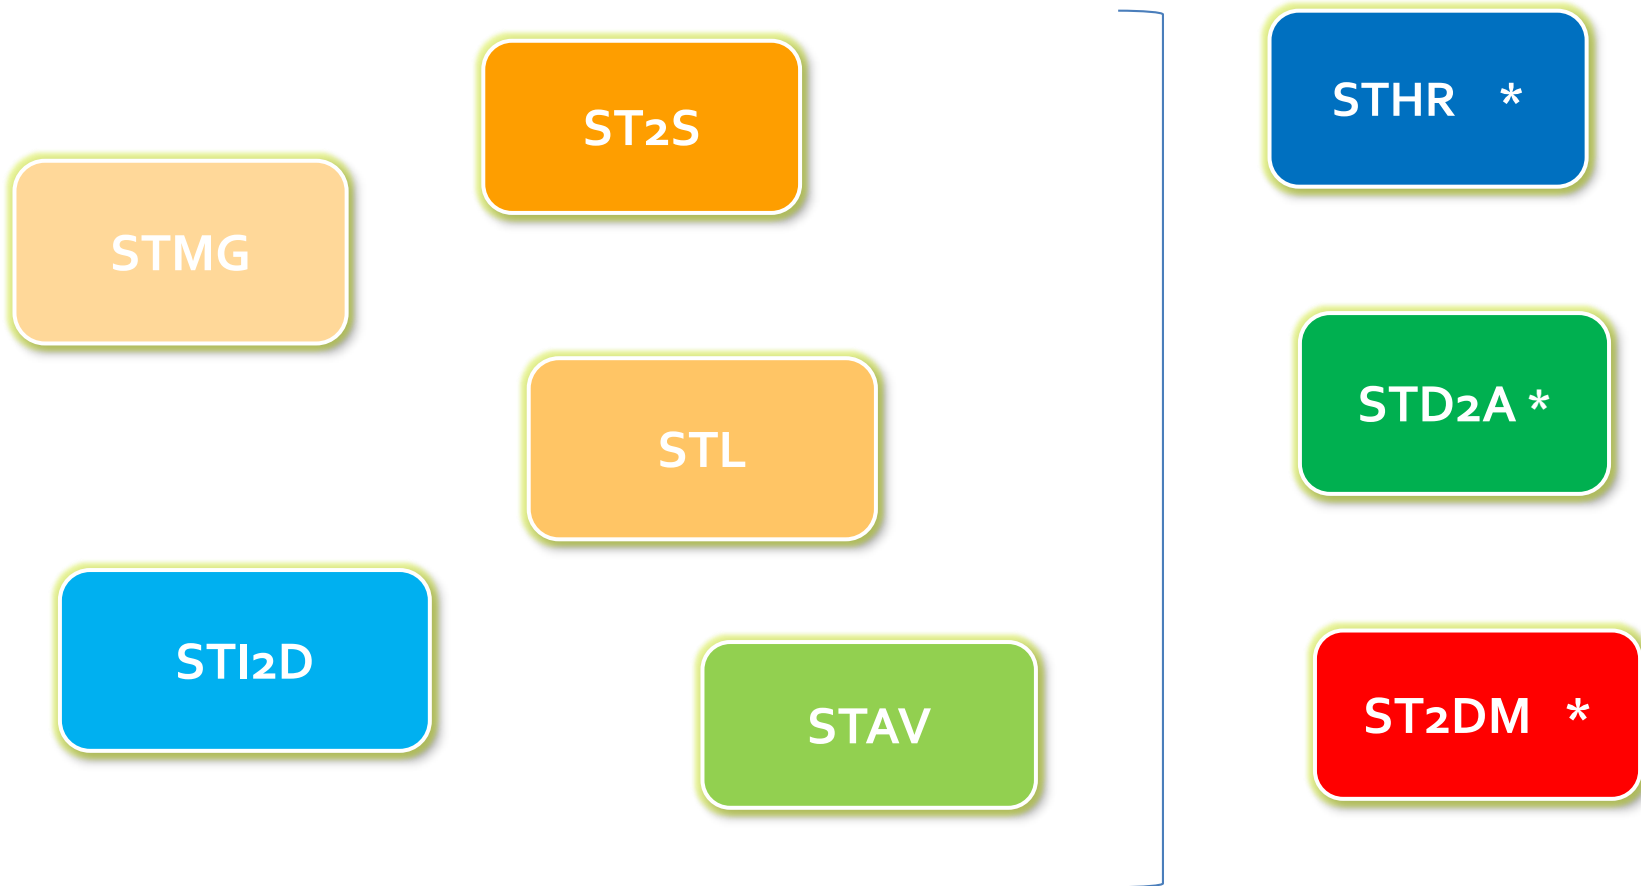 ST2S
STMG
STL
STI2D
STAV
STHR *
STD2A *
ST2DM *